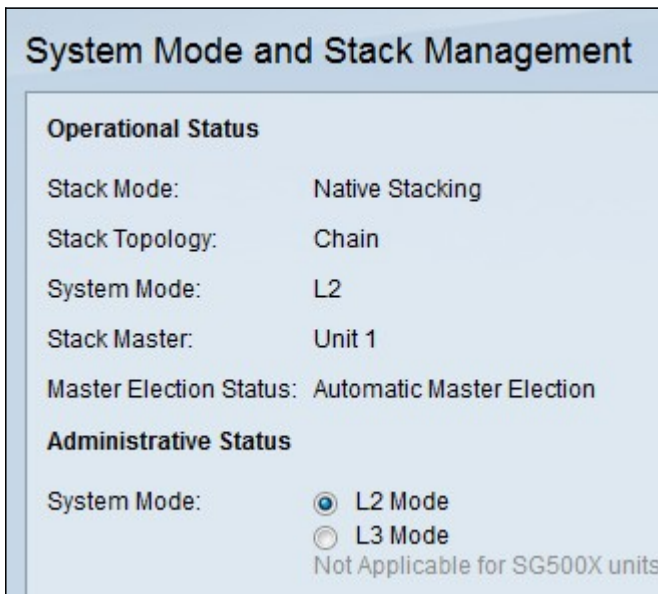 System Mode and Stack Management
Operational Status
Stack Mode: Native Stacking
Stack Topology: Chain
System Mode: L2
Stack Master: Unit 1
Master Election Status: Automatic Master Election
Administrative Status
System Mode: L2 Mode
L3 Mode
Not Applicable for SG500X units